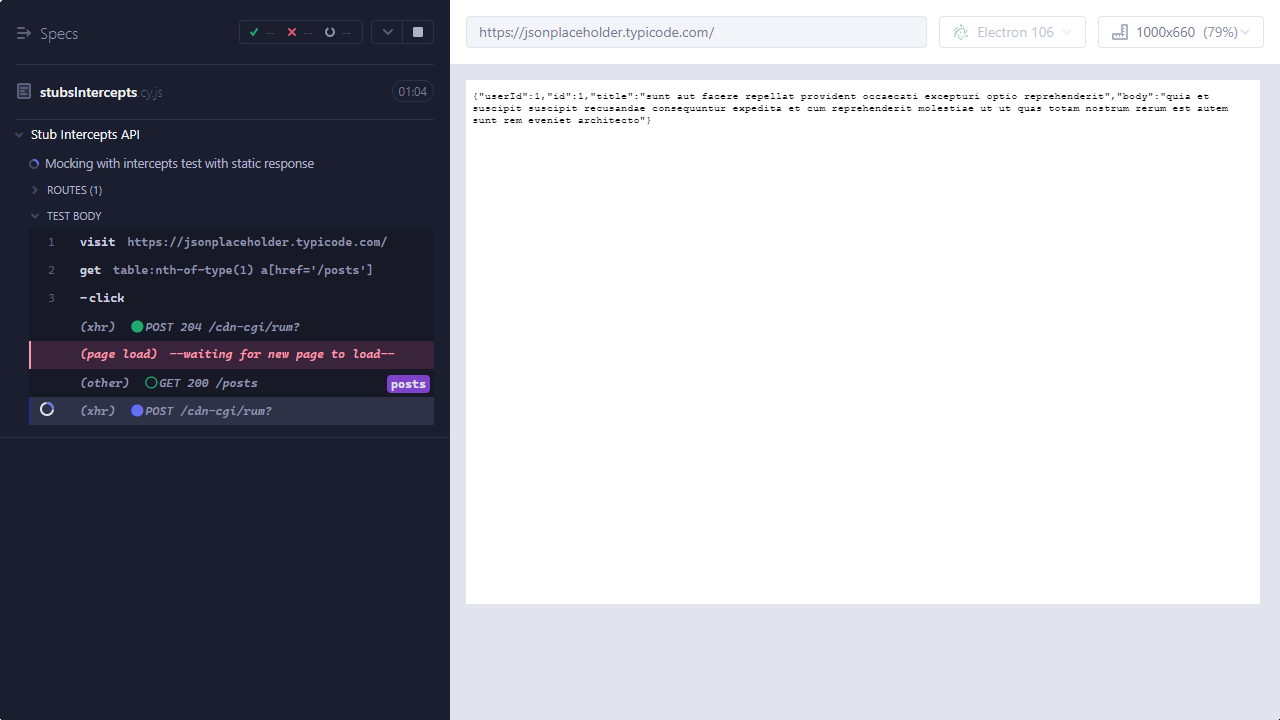 Specs
-- -- --
stubsIntercepts cy.js 01:04
Stub Intercepts API
Mocking with intercepts test with static response
ROUTES (1)
TEST BODY
1 visit https://jsonplaceholder.typicode.com/
2 get table:nth-of-type(1) a[href='/posts']
3 -click
(xhr) POST 204 /cdn-cgi/rum?
(page load) --waiting for new page to load--
(other) GET 200 /posts posts
(xhr) POST /cdn-cgi/rum?
https://jsonplaceholder.typicode.com/
Electron 106
1000x660 (79%)
{"userId":1,"id":1,"title":"sunt aut facere repellat provident occaecati excepturi optio reprehenderit","body":"quia et
suscipit suscipit recusandae consequuntur expedita et cum reprehenderit molestiae ut ut quas totam nostrum rerum est autem
sunt rem eveniet architecto"}